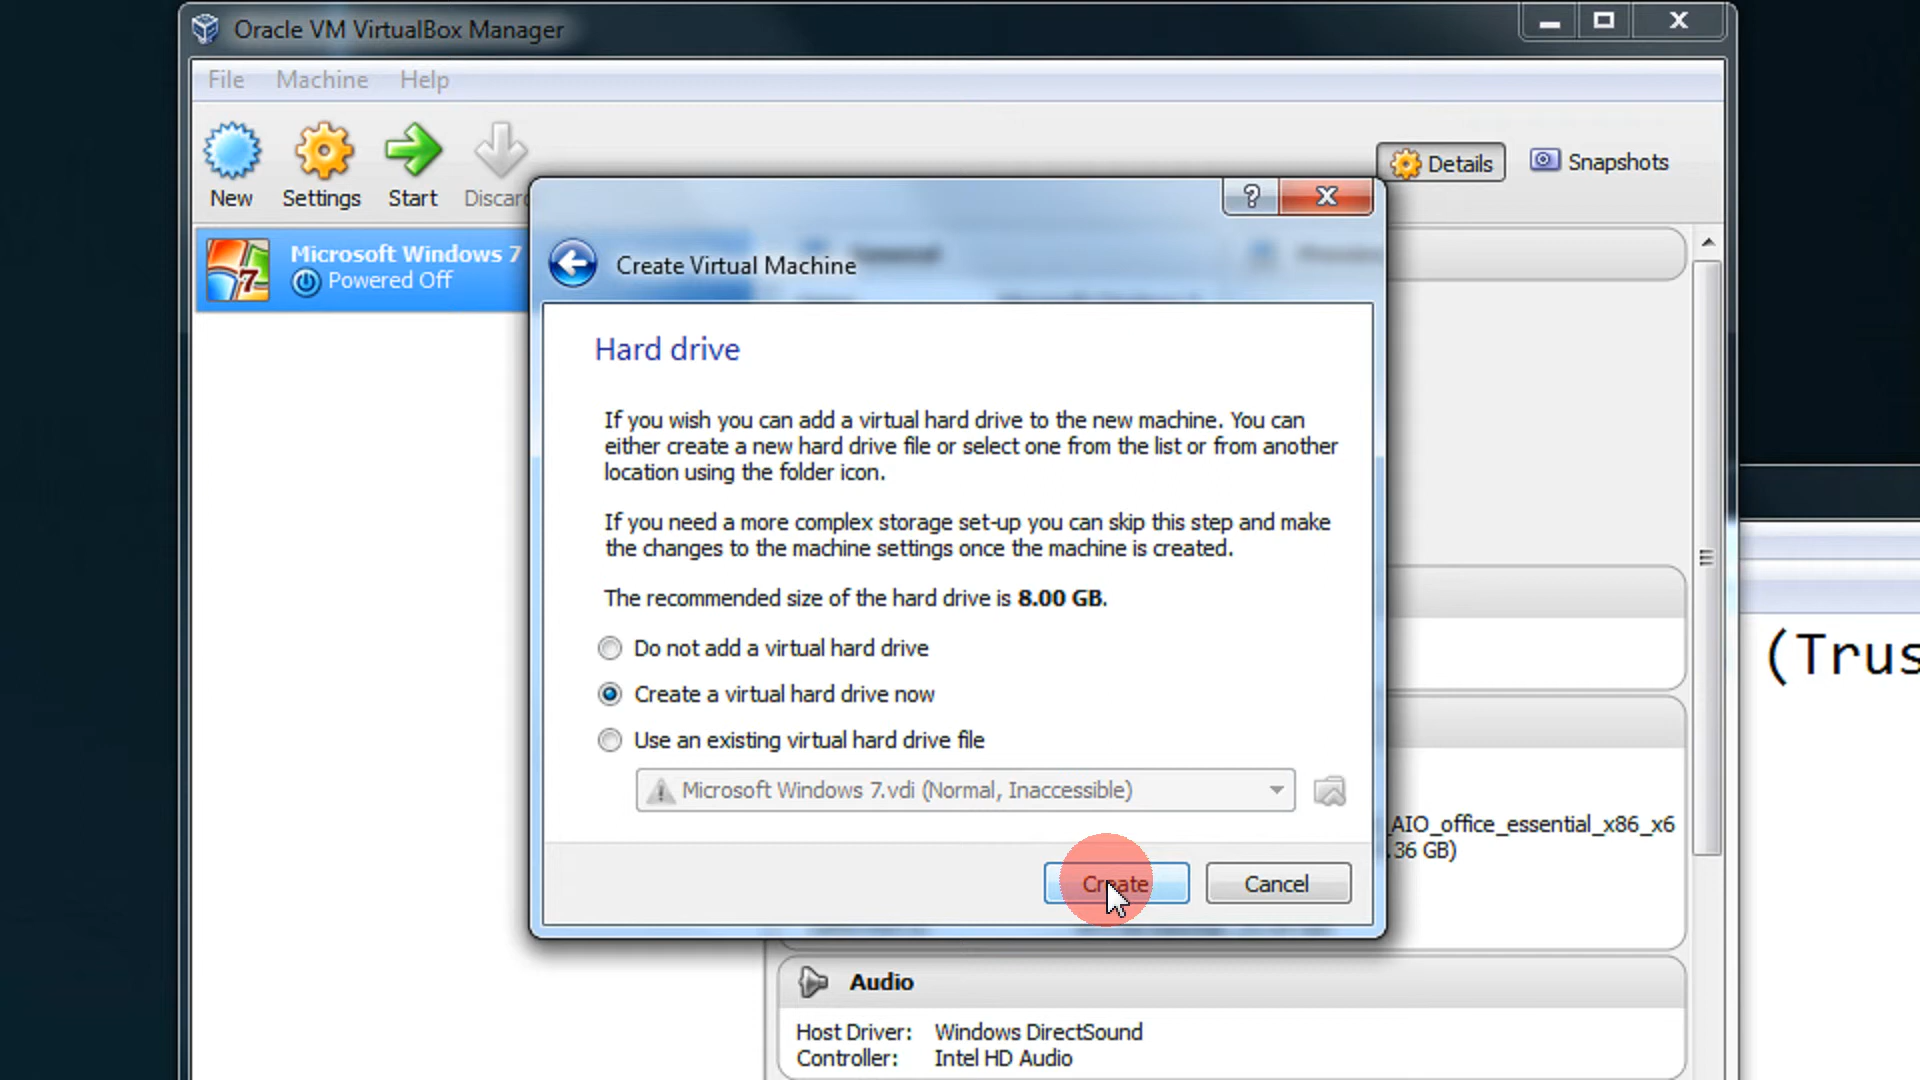 Oracle VM VirtualBox Manager
File Machine Help
New Settings Start Discar
Details Snapshots
Microsoft Windows 7
Powered Off
?
Create Virtual Machine
Hard drive
If you wish you can add a virtual hard drive to the new machine. You can
either create a new hard drive file or select one from the list or from another
location using the folder icon.
If you need a more complex storage set-up you can skip this step and make
the changes to the machine settings once the machine is created.
The recommended size of the hard drive is 8.00 GB.
Do not add a virtual hard drive
Create a virtual hard drive now
Use an existing virtual hard drive file
Microsoft Windows 7.vdi (Normal, Inaccessible)
Create Cancel
(Trus
_AIO_office_essential_x86_x6
.36 GB)
Audio
Host Driver: Windows DirectSound
Controller: Intel HD Audio